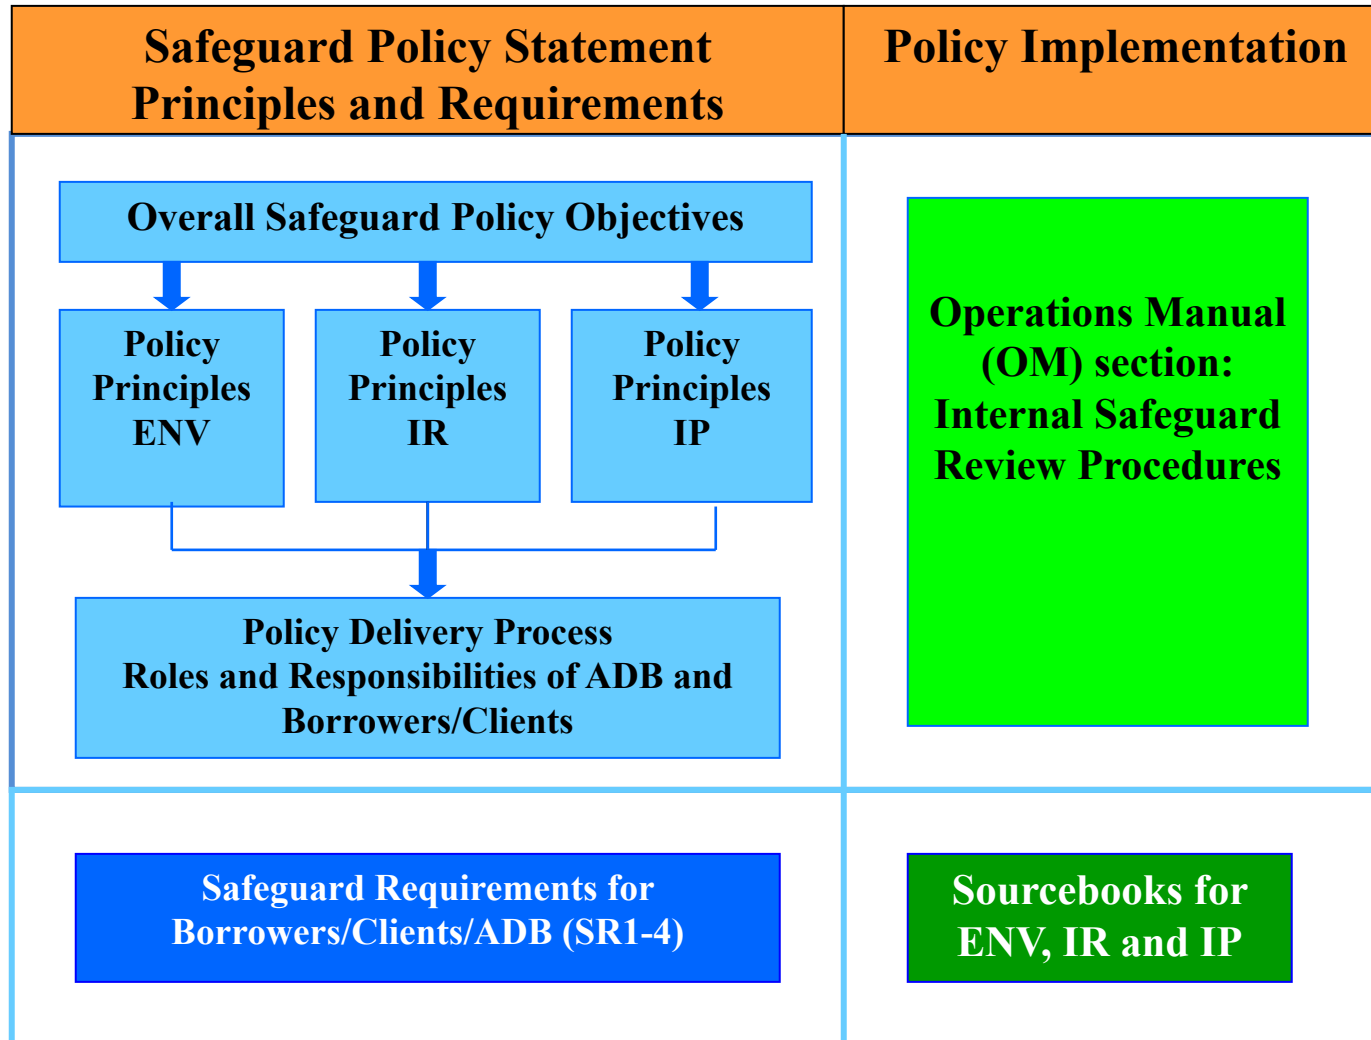 Safeguard Policy Statement
Principles and Requirements
Policy Implementation
Overall Safeguard Policy Objectives
Policy
Principles
ENV
Policy
Principles
IR
Policy
Principles
IP
Policy Delivery Process
Roles and Responsibilities of ADB and
Borrowers/Clients
Operations Manual
(OM) section:
Internal Safeguard
Review Procedures
Safeguard Requirements for
Borrowers/Clients/ADB (SR1-4)
Sourcebooks for
ENV, IR and IP